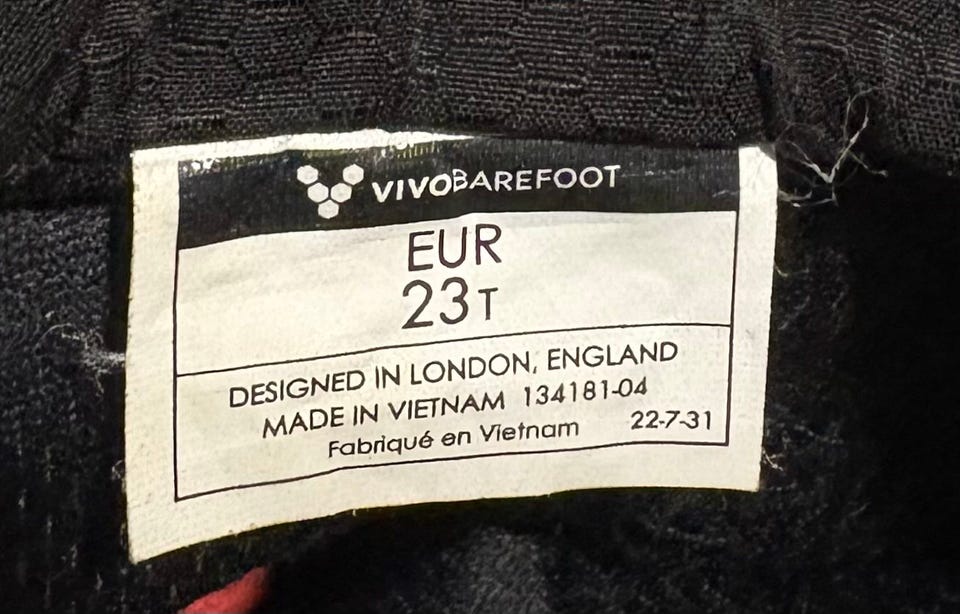 VIVOBAREFOOT
EUR
23T
DESIGNED IN LONDON, ENGLAND
MADE IN VIETNAM 134181-04
Fabriqué en Vietnam 22-7-31